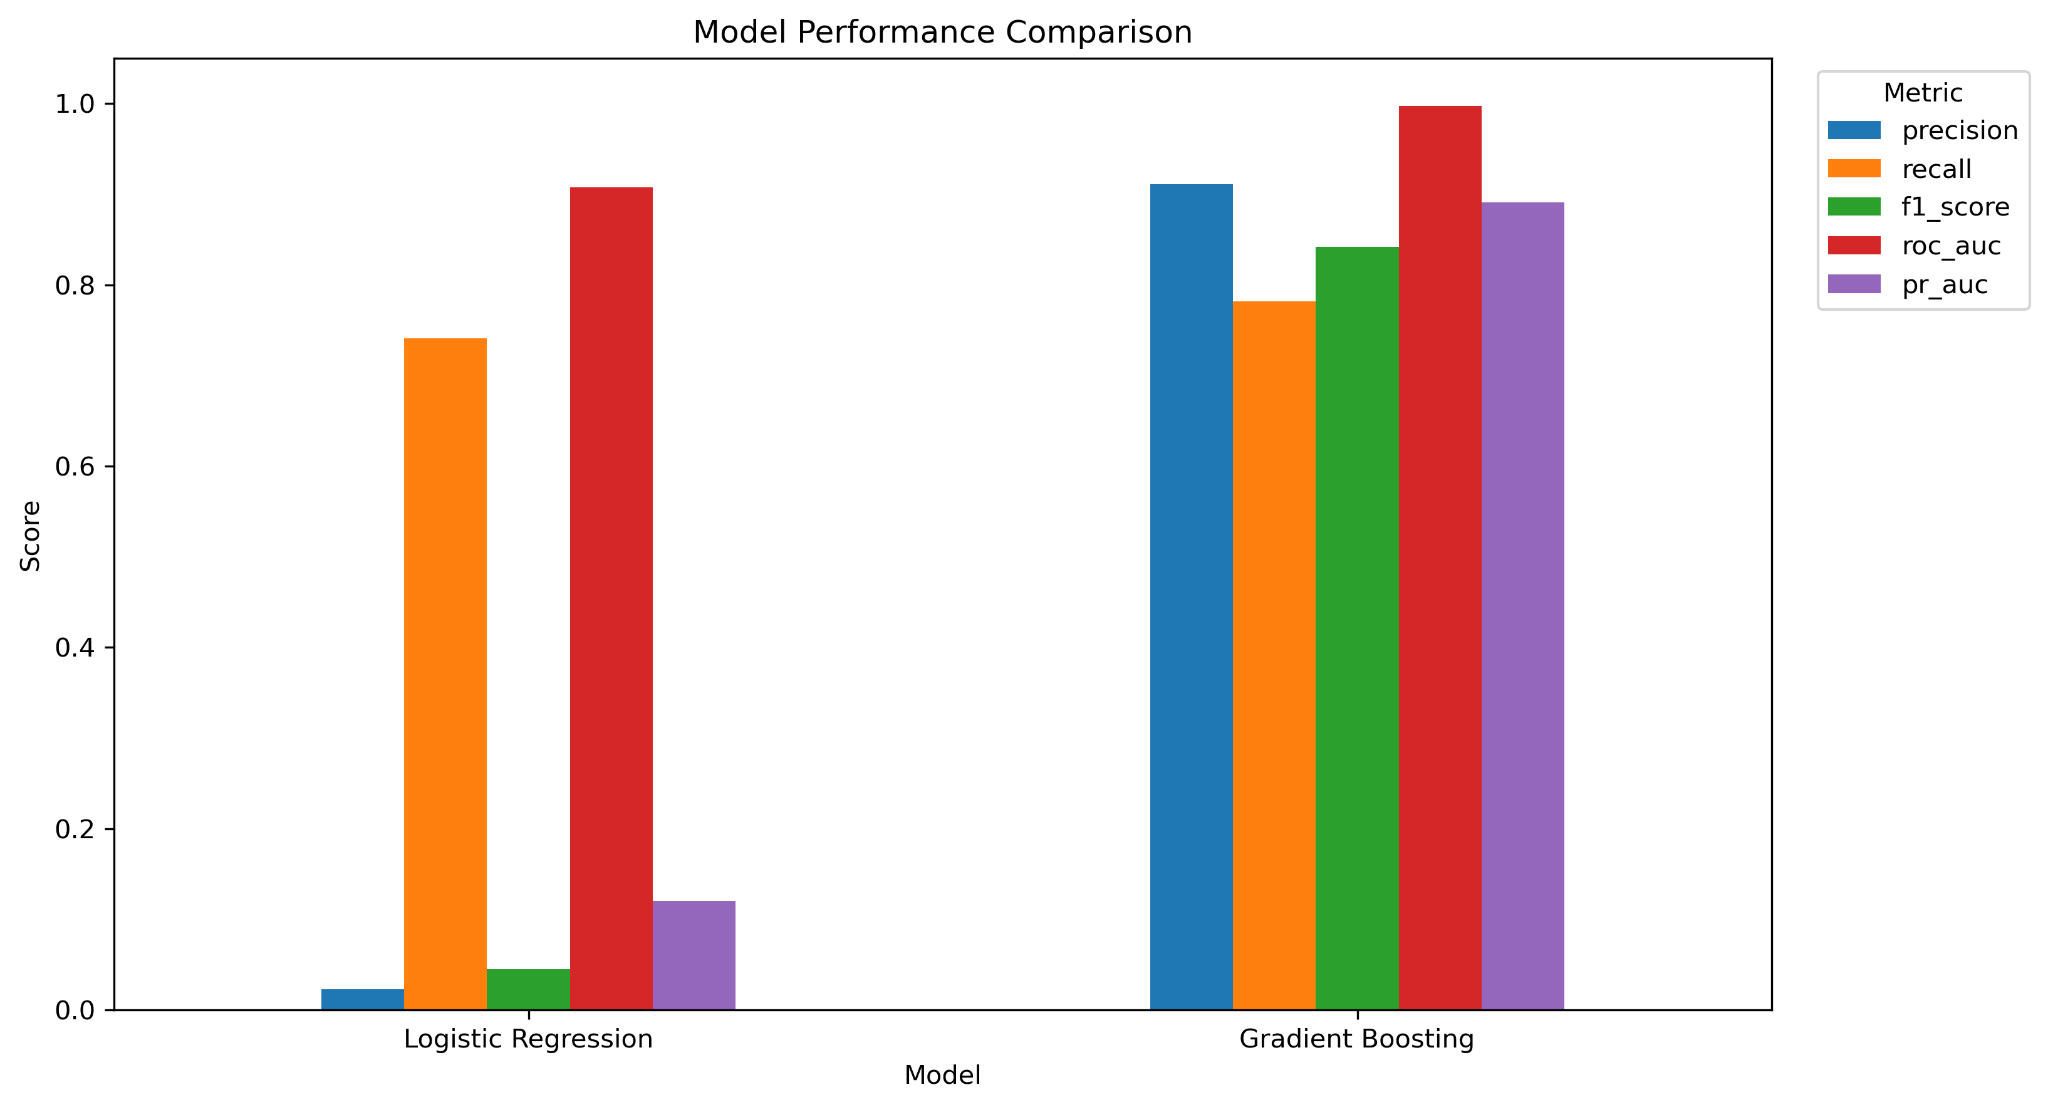 Model Performance Comparison
1.0
0.8
0.6
0.4
0.2
0.0
Score
Logistic Regression
Gradient Boosting
Model
Metric
precision
recall
f1_score
roc_auc
pr_auc